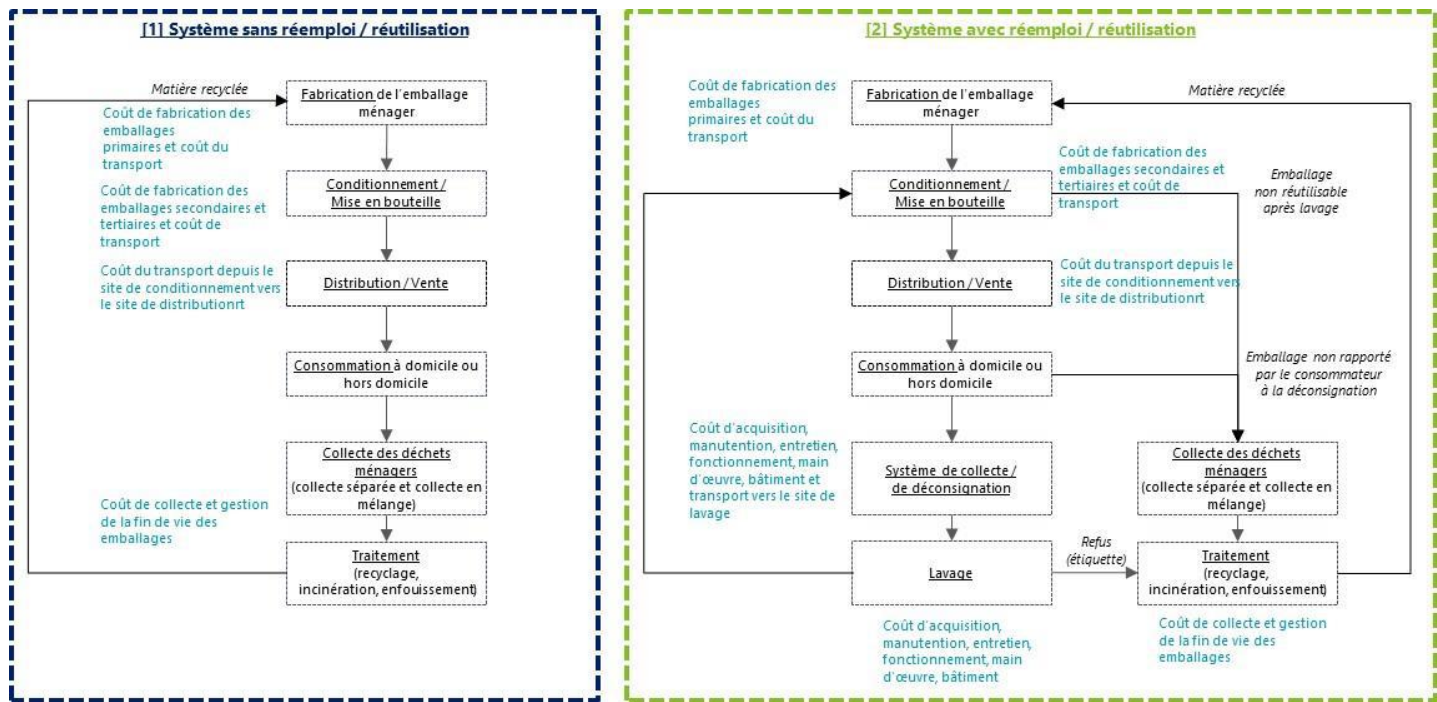 [1] Système sans réemploi / réutilisation
Matière recyclée
Fabrication de l'emballage
ménager
Coût de fabrication des
emballages
primaires et coût du
transport
Conditionnement /
Mise en bouteille
Coût de fabrication des
emballages secondaires et
tertiaires et coût de
transport
Distribution / Vente
Coût du transport depuis le
site de conditionnement vers
le site de distributionrt
Consommation à domicile ou
hors domicile
Collecte des déchets
ménagers
(collecte séparée et collecte en
mélange)
Coût de collecte et gestion
de la fin de vie des
emballages
Traitement
(recyclage,
incinération, enfouissement)
[2] Système avec réemploi / réutilisation
Coût de fabrication des
emballages
primaires et coût du
transport
Fabrication de l'emballage
ménager
Matière recyclée
Conditionnement /
Mise en bouteille
Coût de fabrication des
emballages secondaires et
tertiaires et coût de
transport
Emballage
non réutilisable
après lavage
Distribution / Vente
Coût du transport depuis le
site de conditionnement vers
le site de distributionrt
Consommation à domicile ou
hors domicile
Emballage non rapporté
par le consommateur
à la déconsignation
Coût d'acquisition,
manutention, entretien,
fonctionnement, main
d'œuvre, bâtiment et
transport vers le site de
lavage
Système de collecte /
de déconsignation
Collecte des déchets
ménagers
(collecte séparée et collecte en
mélange)
Lavage
Refus
(étiquette)
Traitement
(recyclage,
incinération, enfouissement)
Coût d'acquisition,
manutention, entretien,
fonctionnement, main
d'œuvre, bâtiment
Coût de collecte et gestion
de la fin de vie des
emballages